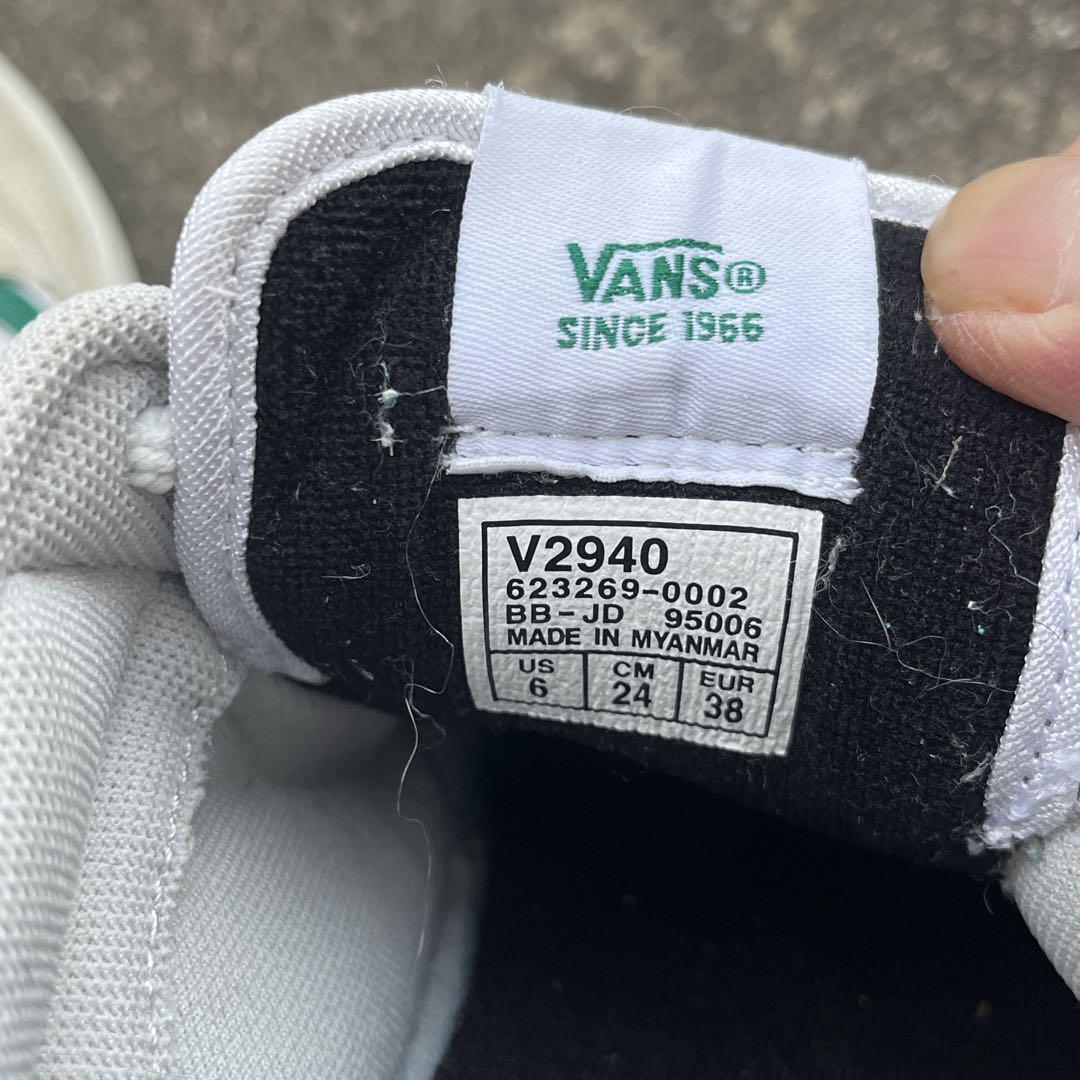 VANS®
SINCE 1966
V2940
623269-0002
BB-JD 95006
MADE IN MYANMAR
US CM EUR
6 24 38